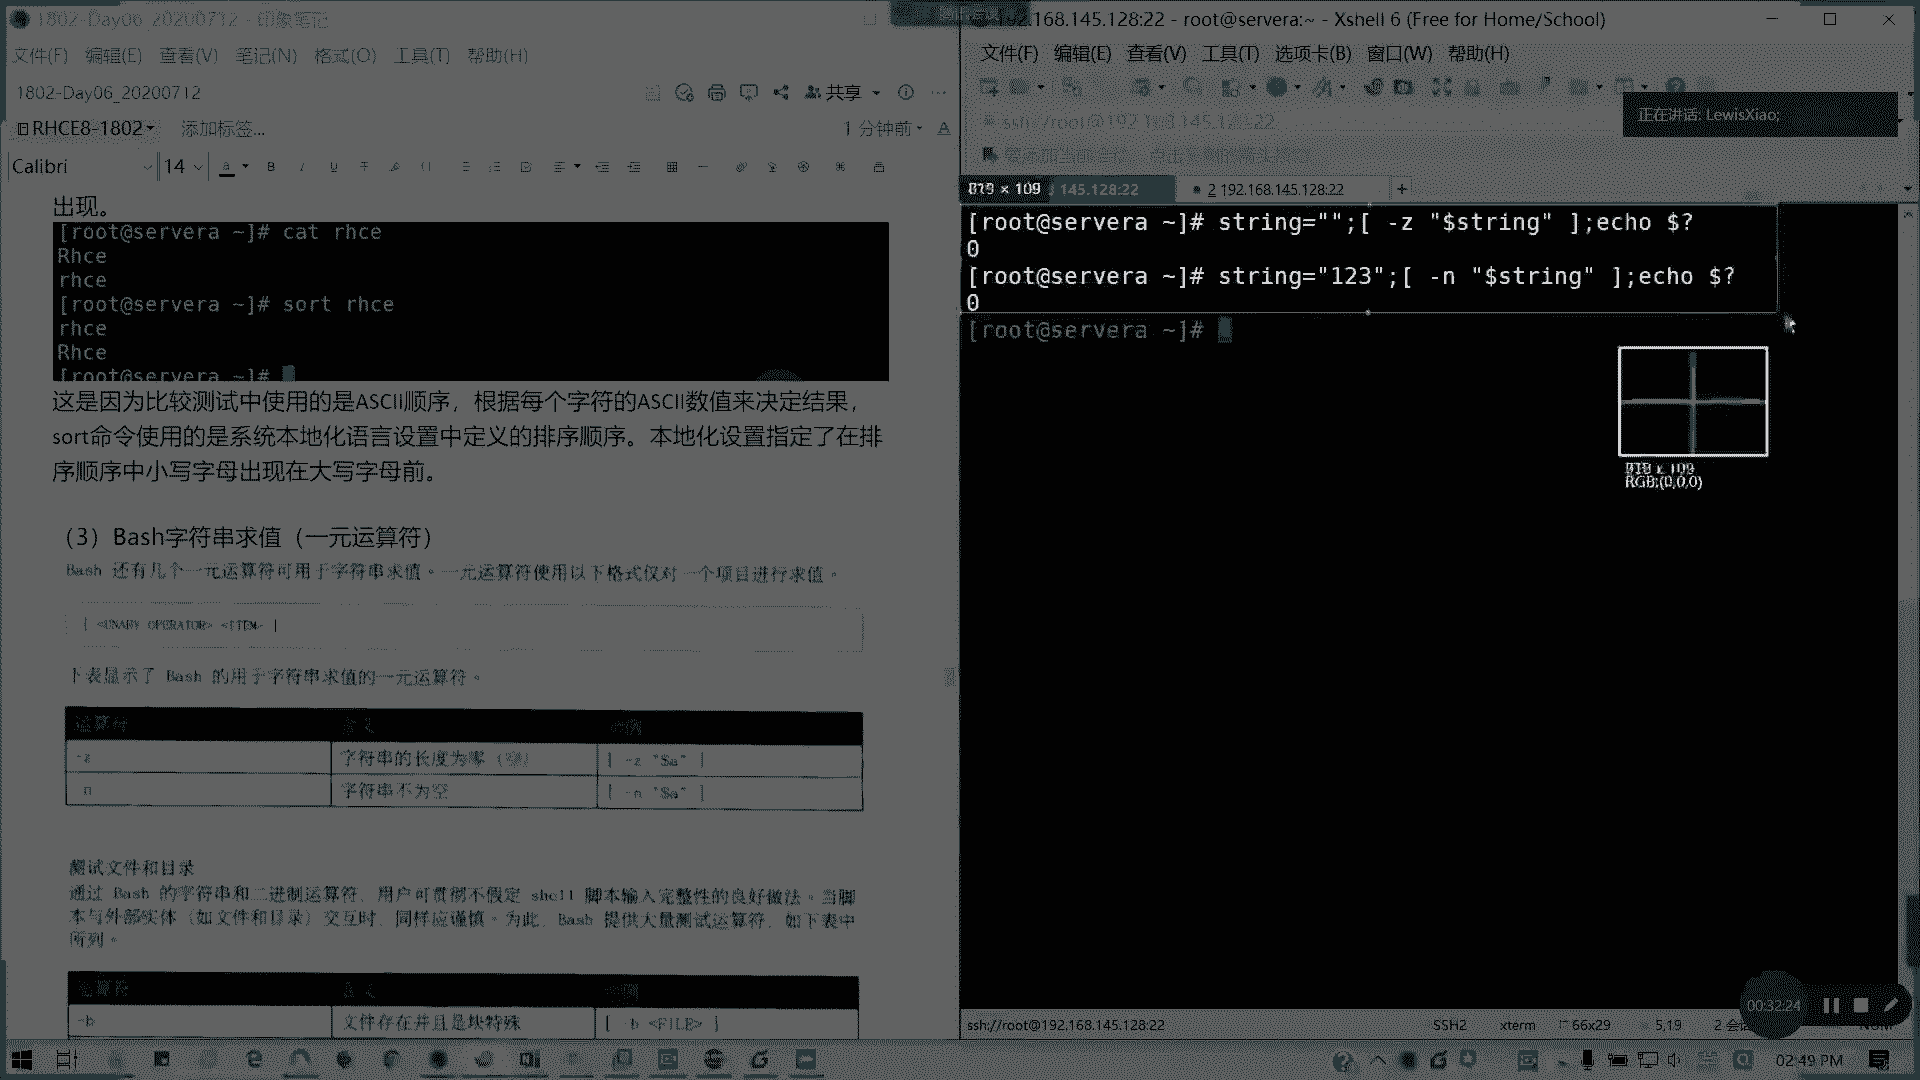 1802-Day06_20200712 - 印象笔记
文件(F) 编辑(E) 查看(V) 笔记(N) 格式(O) 工具(T) 帮助(H)
1802-Day06_20200712
共享
RHCE8-1802
添加标签...
1 分钟前
Calibri
14
出现。
[root@servera ~]# cat rhce
Rhce
rhce
[root@servera ~]# sort rhce
rhce
Rhce
[root@servera ~]#
这是因为比较测试中使用的是ASCII顺序，根据每个字符的ASCII数值来决定结果，
sort命令使用的是系统本地化语言设置中定义的排序顺序。本地化设置指定了在排
序顺序中小写字母出现在大写字母前。
（3）Bash字符串求值（一元运算符）
Bash 还有几个一元运算符可用于字符串求值。一元运算符使用以下格式仅对一个项目进行求值。
[ <UNARY OPERATOR> <ITEM> ]
下表显示了 Bash 的用于字符串求值的一元运算符。
运算符 含义 示例
-z 字符串的长度为零（空） [ -z "$a" ]
-n 字符串不为空 [ -n "$a" ]
测试文件和目录
通过 Bash 的字符串和二进制运算符，用户可贯彻不假定 shell 脚本输入完整性的良好做法。当脚
本与外部实体（如文件和目录）交互时，同样应谨慎。为此，Bash 提供大量测试运算符，如下表中
所列。
运算符 含义 示例
-b 文件存在并且是块特殊 [ -b <FILE> ]
192.168.145.128:22 - root@servera:~ - Xshell 6 (Free for Home/School)
文件(F) 编辑(E) 查看(V) 工具(T) 选项卡(B) 窗口(W) 帮助(H)
ssh://root@192.168.145.128:22
正在讲话: LewisXiao;
145.128:22
2 192.168.145.128:22
[root@servera ~]# string="";[ -z "$string" ];echo $?
0
[root@servera ~]# string="123";[ -n "$string" ];echo $?
0
[root@servera ~]#
RGB:(0,0,0)
00:32:24
ssh://root@192.168.145.128:22
SSH2
xterm
66x29
5,19
02:49 PM